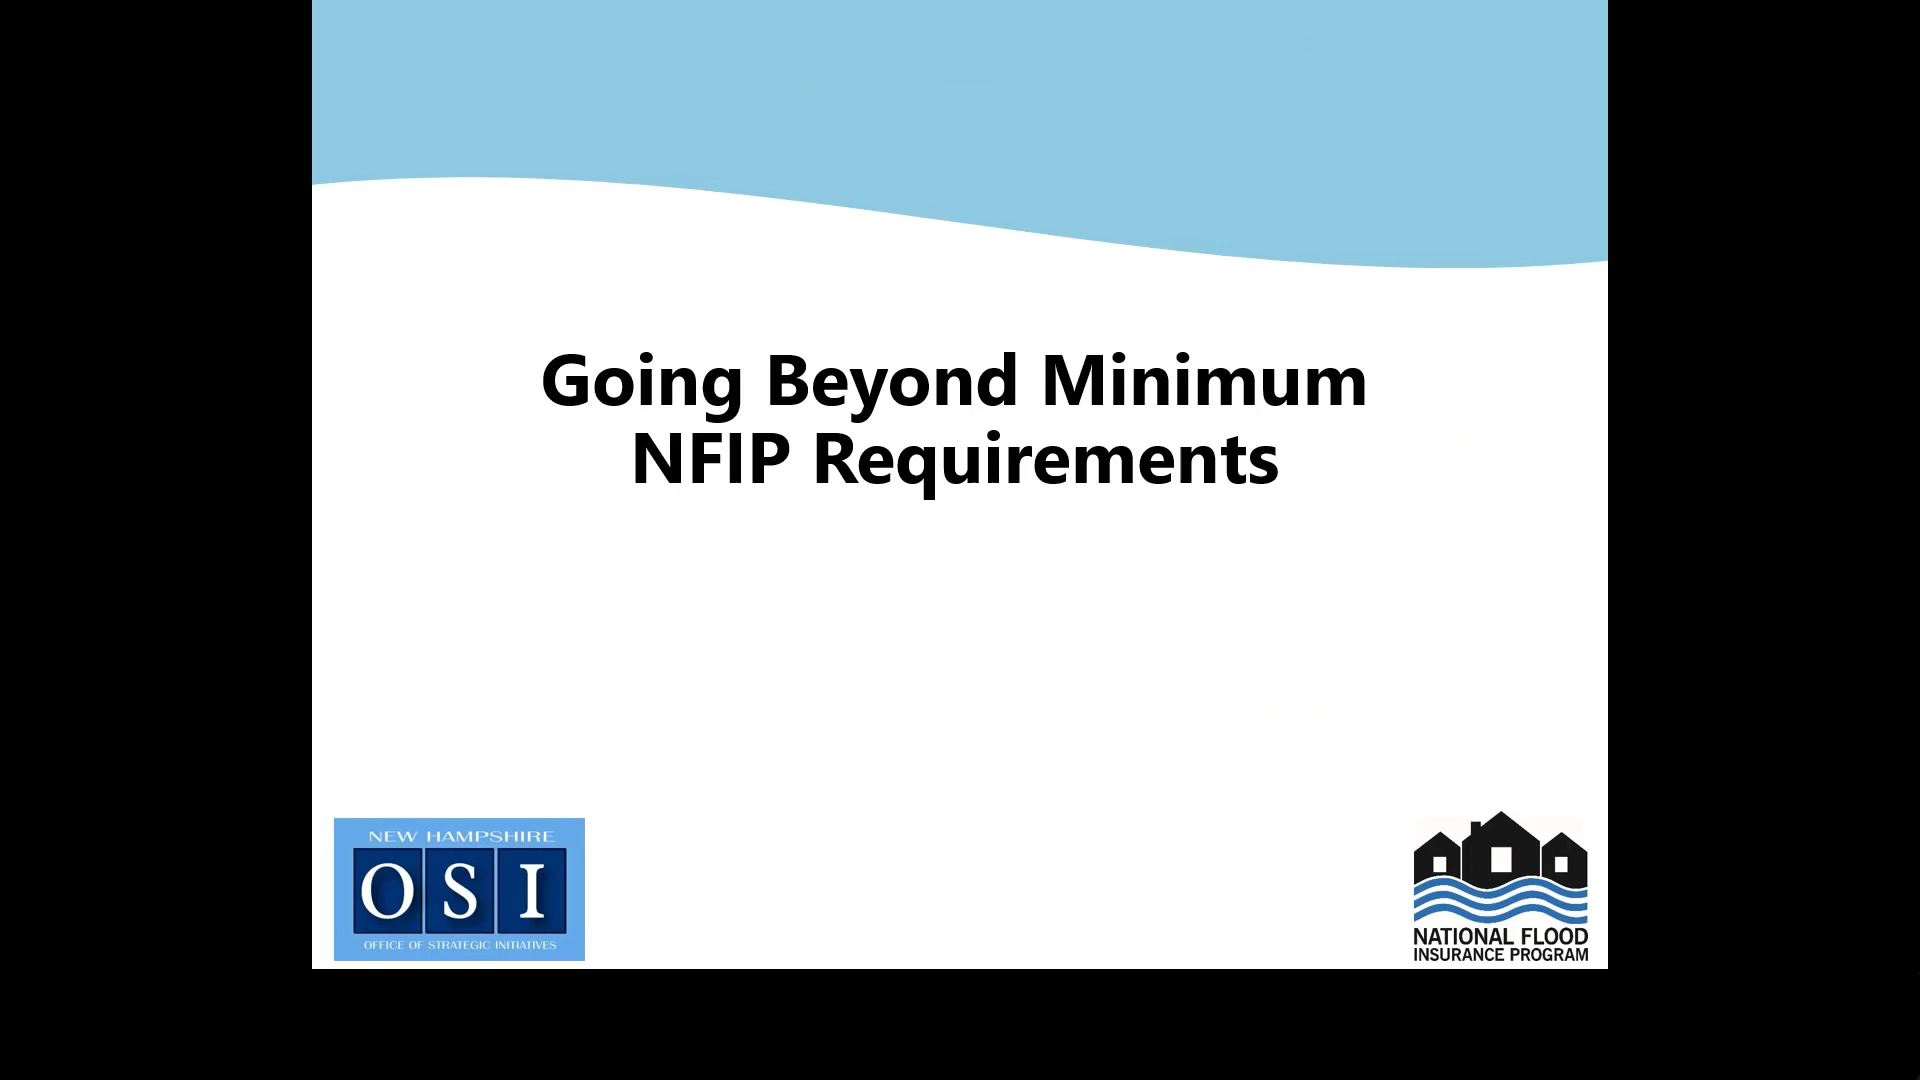 Going Beyond Minimum
NFIP Requirements
NEW HAMPSHIRE
OSI
OFFICE OF STRATEGIC INITIATIVES
NATIONAL FLOOD
INSURANCE PROGRAM